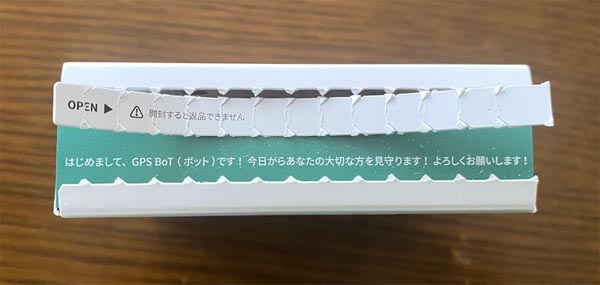 OPEN ▶ ⚠ 開封すると返品できません
はじめまして、GPS BoT（ボット）です！今日からあなたの大切な方を見守ります！よろしくお願いします！